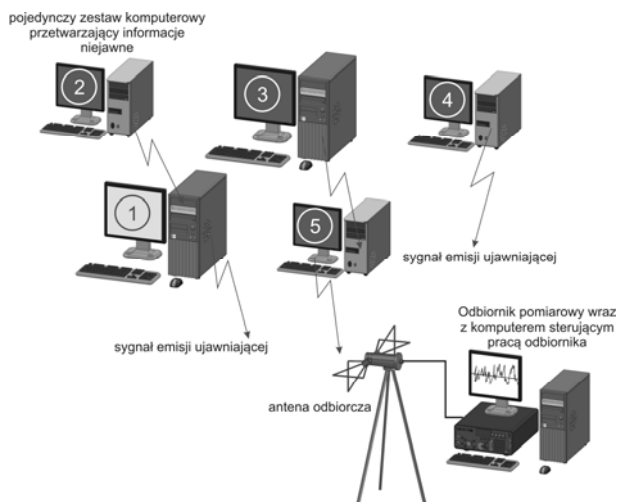 pojedynczy zestaw komputerowy
przetwarzający informacje
niejawne
2
3
4
1
5
sygnał emisji ujawniającej
sygnał emisji ujawniającej
Odbiornik pomiarowy wraz
z komputerem sterującym
pracą odbiornika
antena odbiorcza